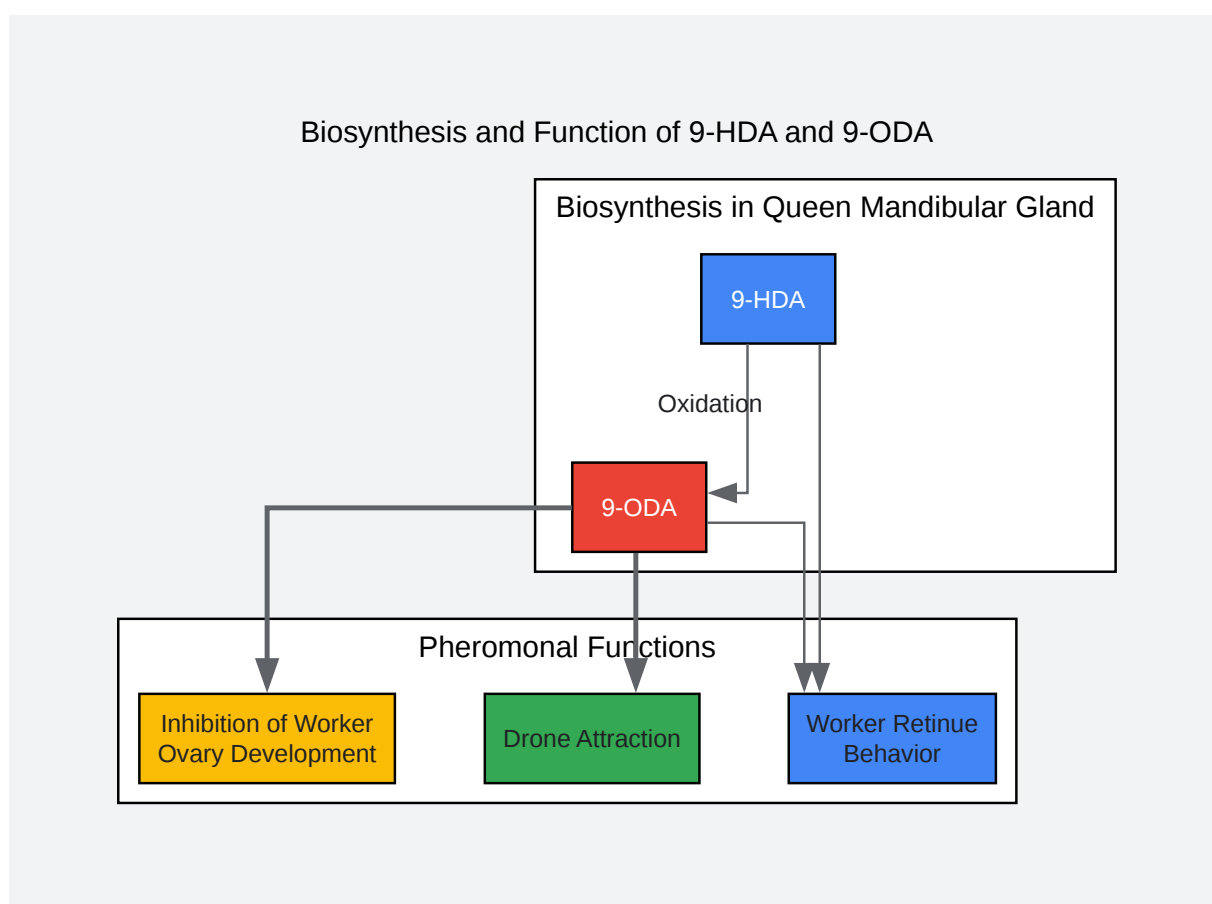 Biosynthesis and Function of 9-HDA and 9-ODA
Biosynthesis in Queen Mandibular Gland
9-HDA
Oxidation
9-ODA
Pheromonal Functions
Inhibition of Worker
Ovary Development
Drone Attraction
Worker Retinue
Behavior